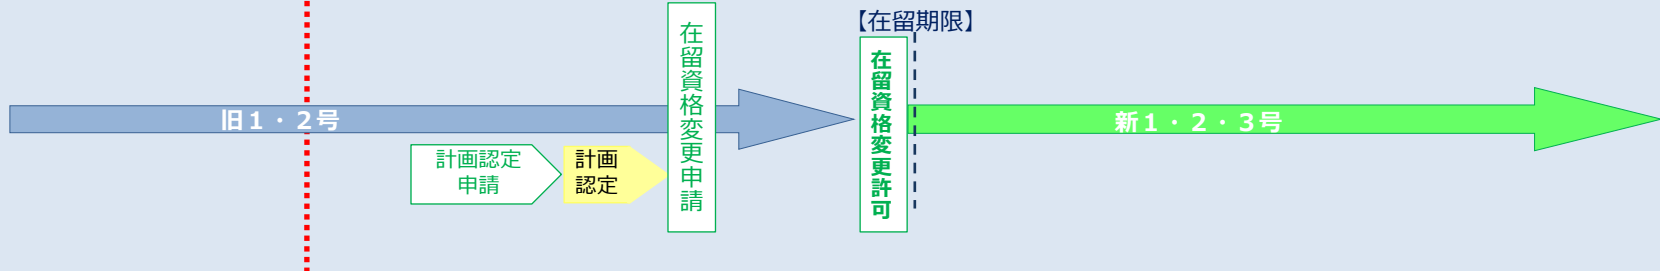 【在留期限】
旧１・２号
計画認定
申請
計画
認定
在留資格変更申請
在留資格変更許可
新１・２・３号